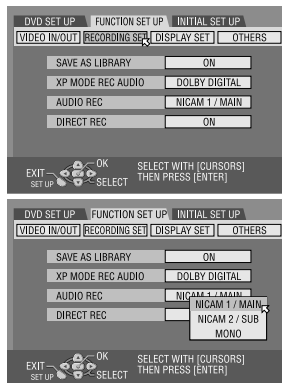 DVD SET UP FUNCTION SET UP INITIAL SET UP
VIDEO IN/OUT RECORDING SET DISPLAY SET OTHERS
SAVE AS LIBRARY ON
XP MODE REC AUDIO DOLBY DIGITAL
AUDIO REC NICAM 1 / MAIN
DIRECT REC ON
OK
EXIT SELECT WITH [CURSORS]
SET UP SELECT THEN PRESS [ENTER]
DVD SET UP FUNCTION SET UP INITIAL SET UP
VIDEO IN/OUT RECORDING SET DISPLAY SET OTHERS
SAVE AS LIBRARY ON
XP MODE REC AUDIO DOLBY DIGITAL
AUDIO REC NICAM 1 / MAIN
NICAM 1 / MAIN
DIRECT REC
NICAM 2 / SUB
MONO
OK
EXIT SELECT WITH [CURSORS]
SET UP SELECT THEN PRESS [ENTER]